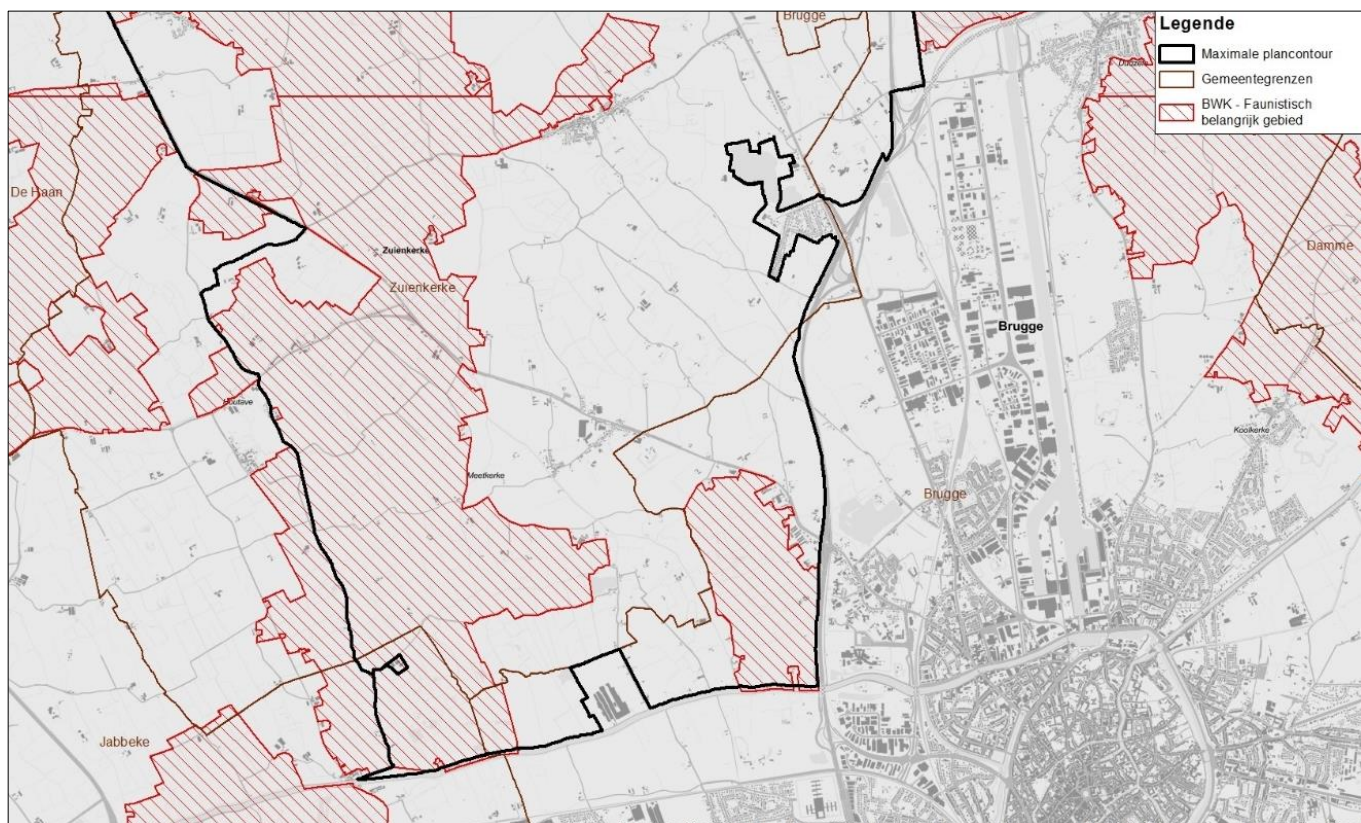 Brugge
Legende
Maximale plancontour
Gemeentegrenzen
BWK - Faunistisch
belangrijk gebied
De Haan
Zuienkerke
Zuienkerke
Damme
Brugge
Houtave
Meetkerke
Koolkerke
Brugge
Jabbeke